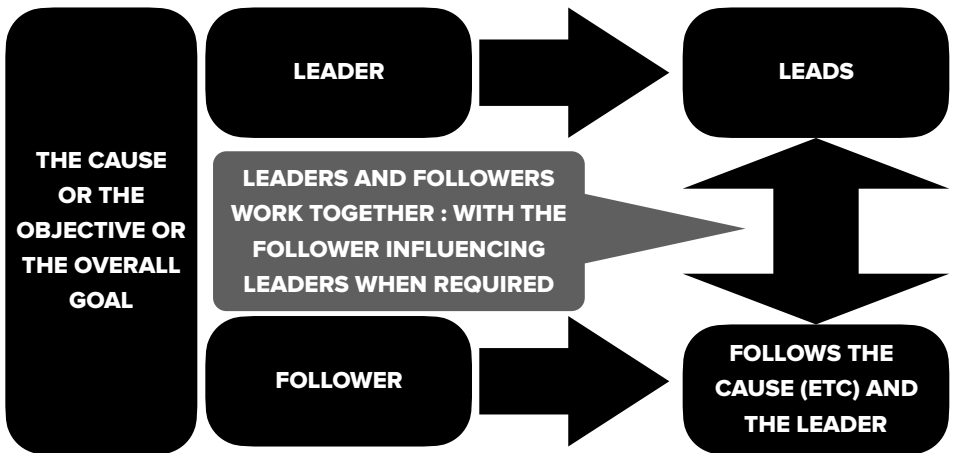 THE CAUSE
OR THE
OBJECTIVE OR
THE OVERALL
GOAL
LEADER
LEADS
LEADERS AND FOLLOWERS
WORK TOGETHER : WITH THE
FOLLOWER INFLUENCING
LEADERS WHEN REQUIRED
FOLLOWER
FOLLOWS THE
CAUSE (ETC) AND
THE LEADER